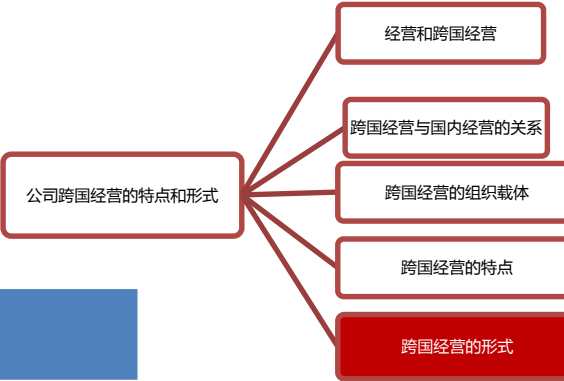 经营和跨国经营
跨国经营与国内经营的关系
公司跨国经营的特点和形式
跨国经营的组织载体
跨国经营的特点
跨国经营的形式